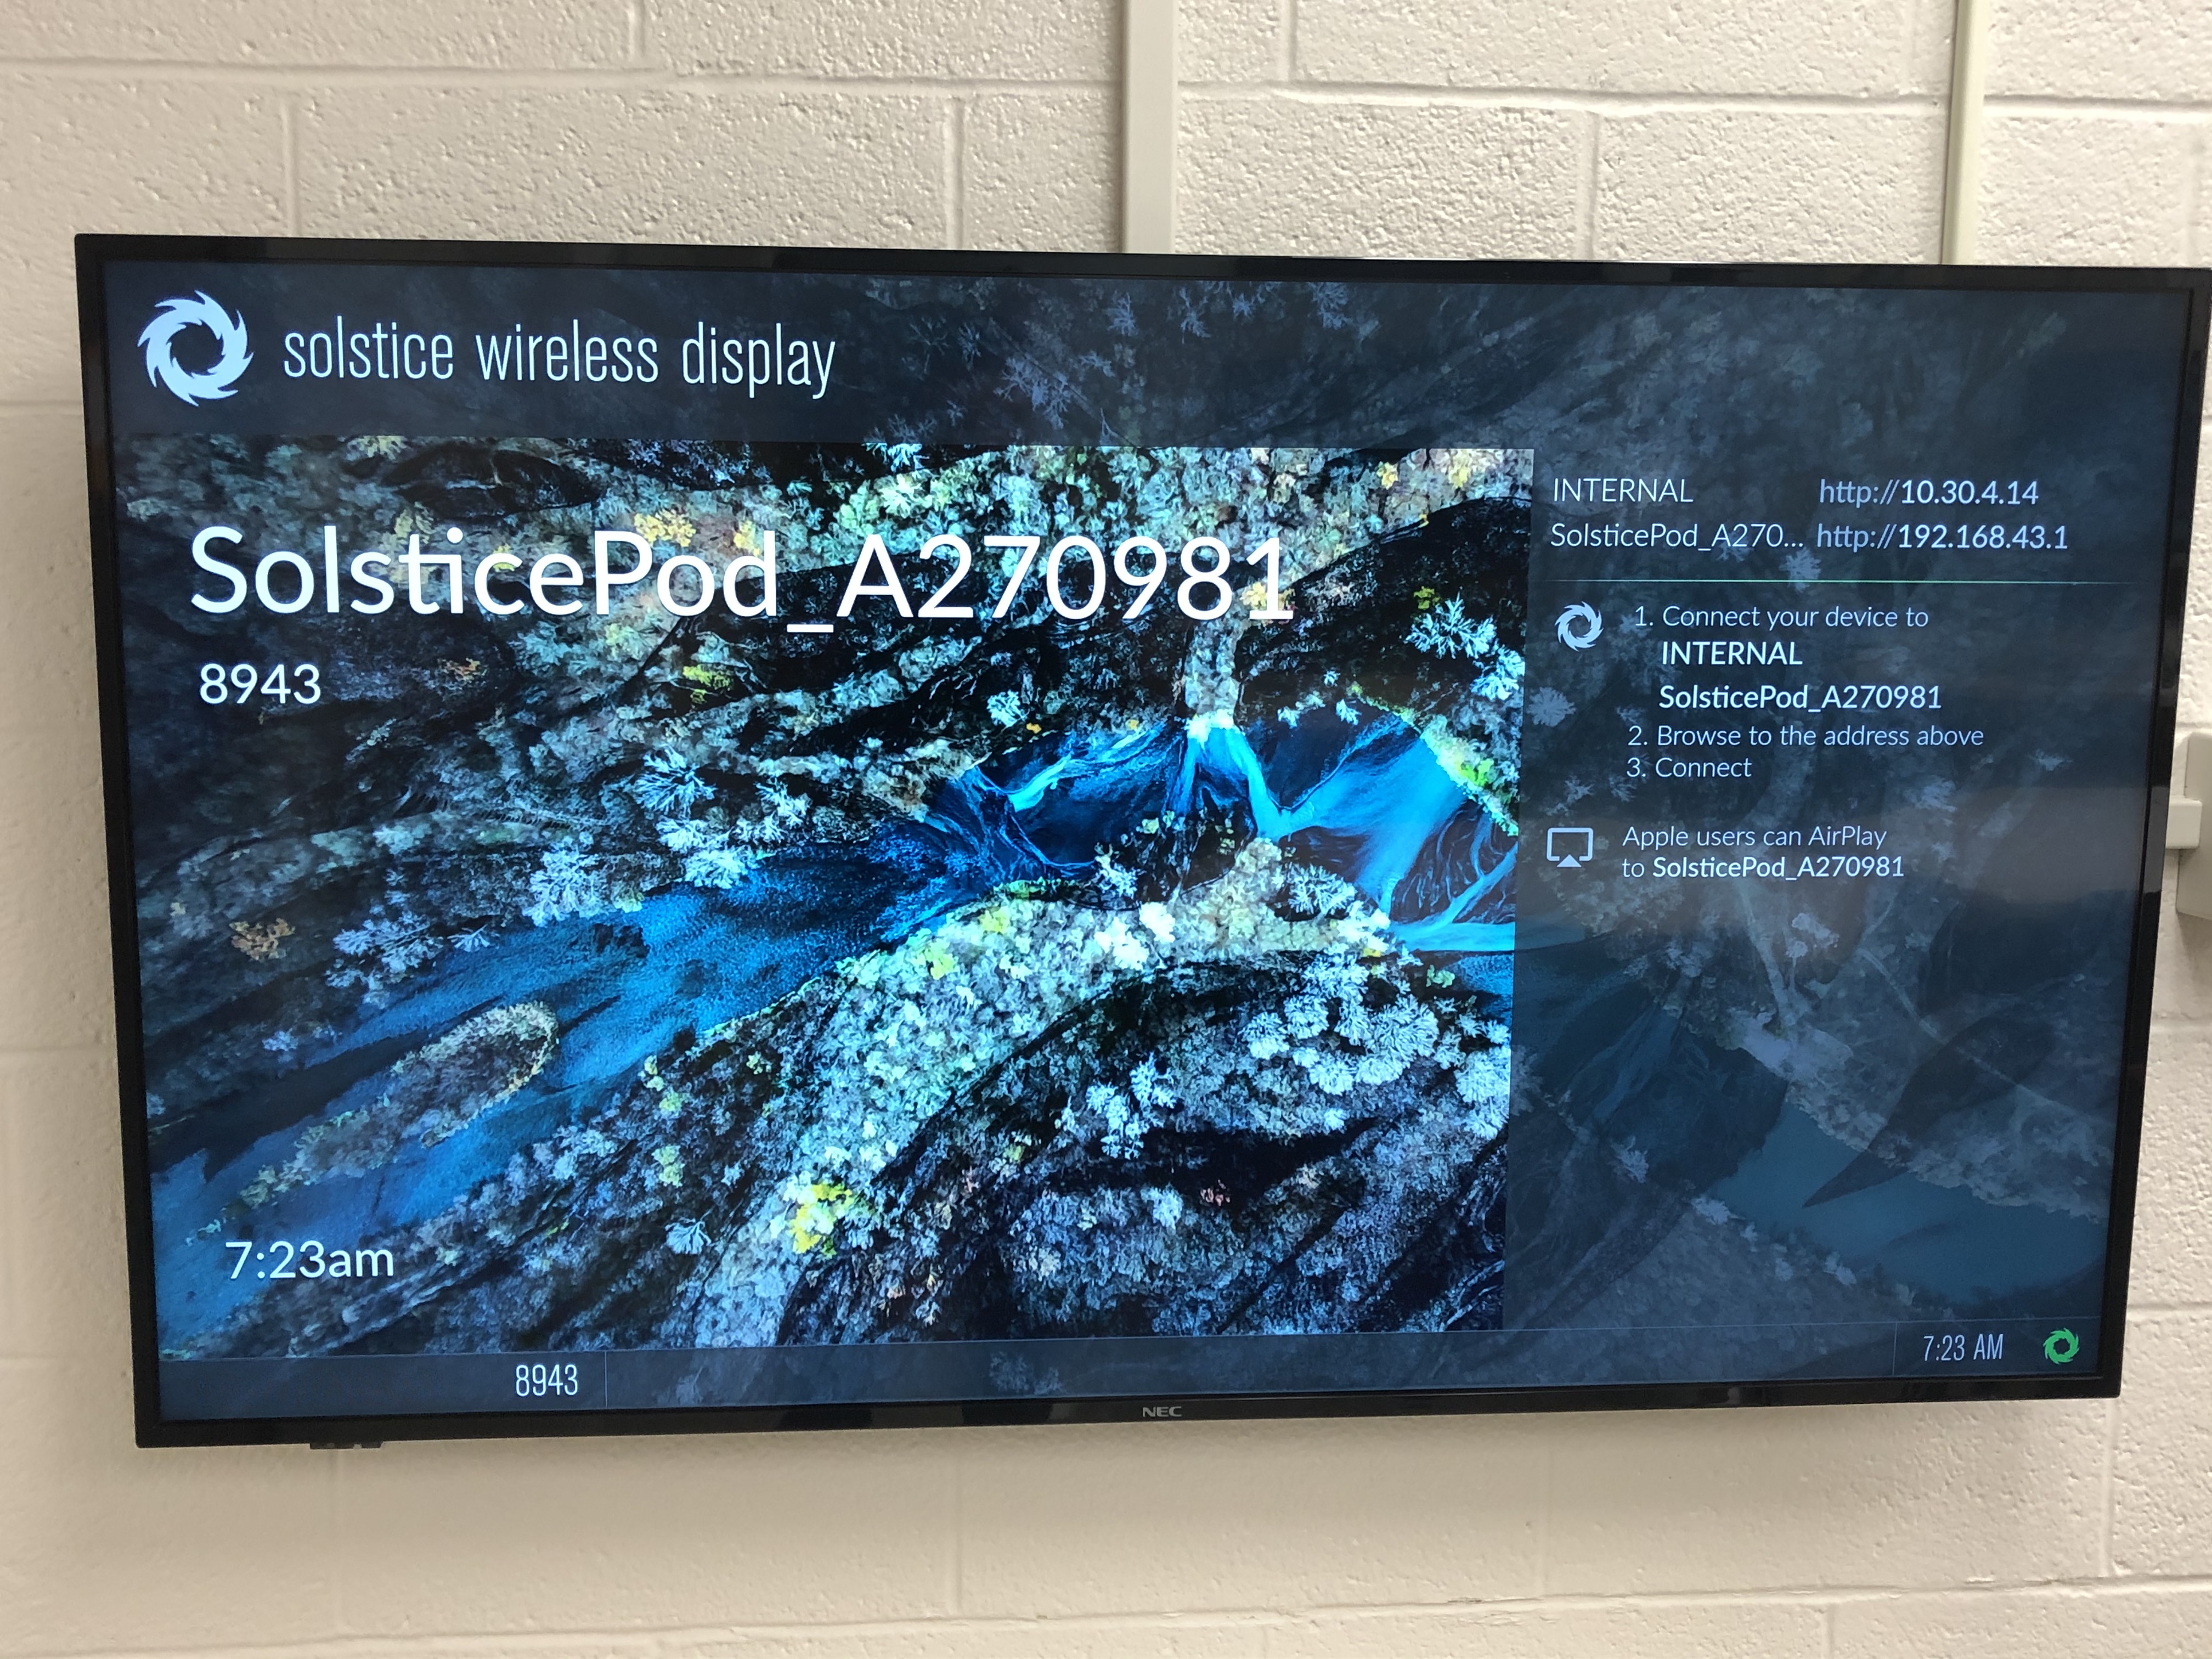 solstice wireless display
SolsticePod_A270981
8943
7:23am
INTERNAL http://10.30.4.14
SolsticePod_A270... http://192.168.43.1
1. Connect your device to
INTERNAL
SolsticePod_A270981
2. Browse to the address above
3. Connect
Apple users can AirPlay
to SolsticePod_A270981
8943
7:23 AM
NEC